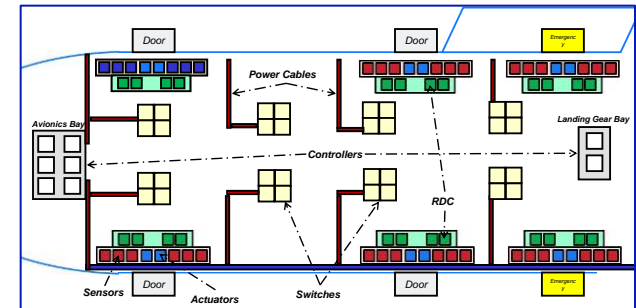 Door
Door
Emergenc
y
Power Cables
Avionics Bay
Landing Gear Bay
Controllers
RDC
Sensors
Actuators
Switches
Door
Door
Emergenc
y